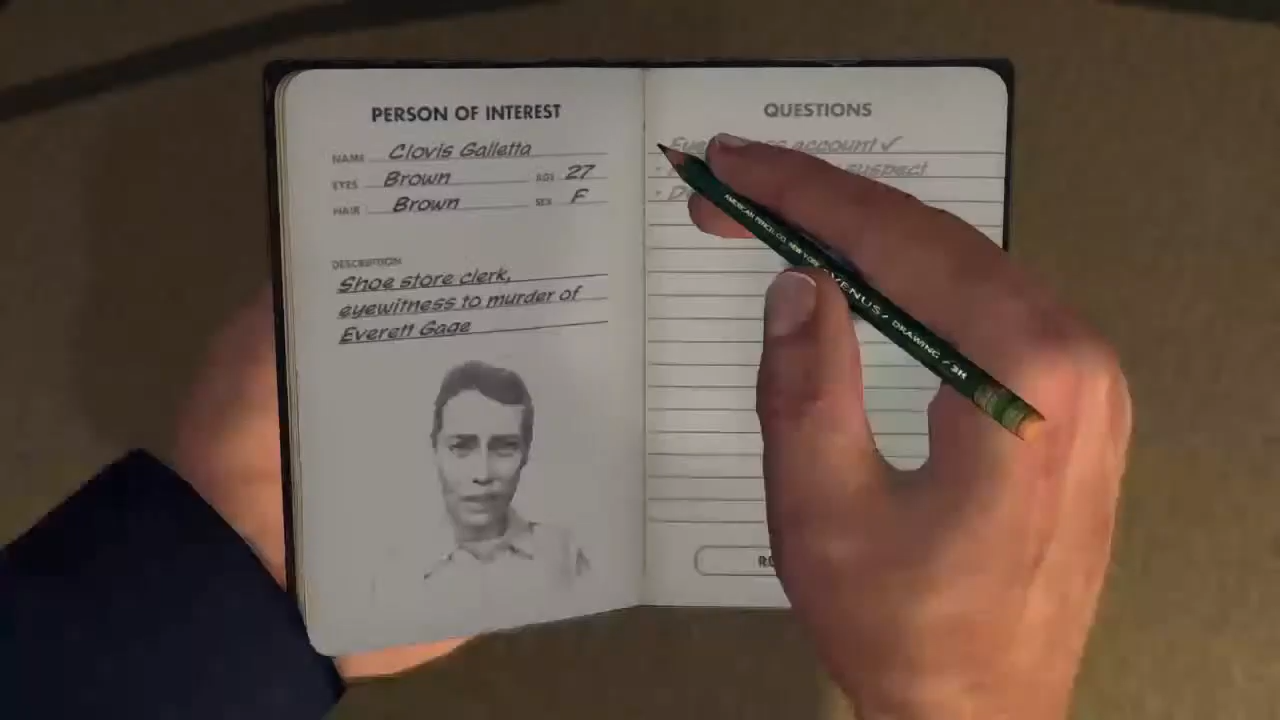 PERSON OF INTEREST
NAME Clovis Galletta
EYES Brown AGE 27
HAIR Brown SEX F
DESCRIPTION
Shoe store clerk,
eyewitness to murder of
Everett Gage
QUESTIONS
account ✓
suspect
AMERICAN PENCIL CO. NEW YORK VENUS / DRAWING / 3H